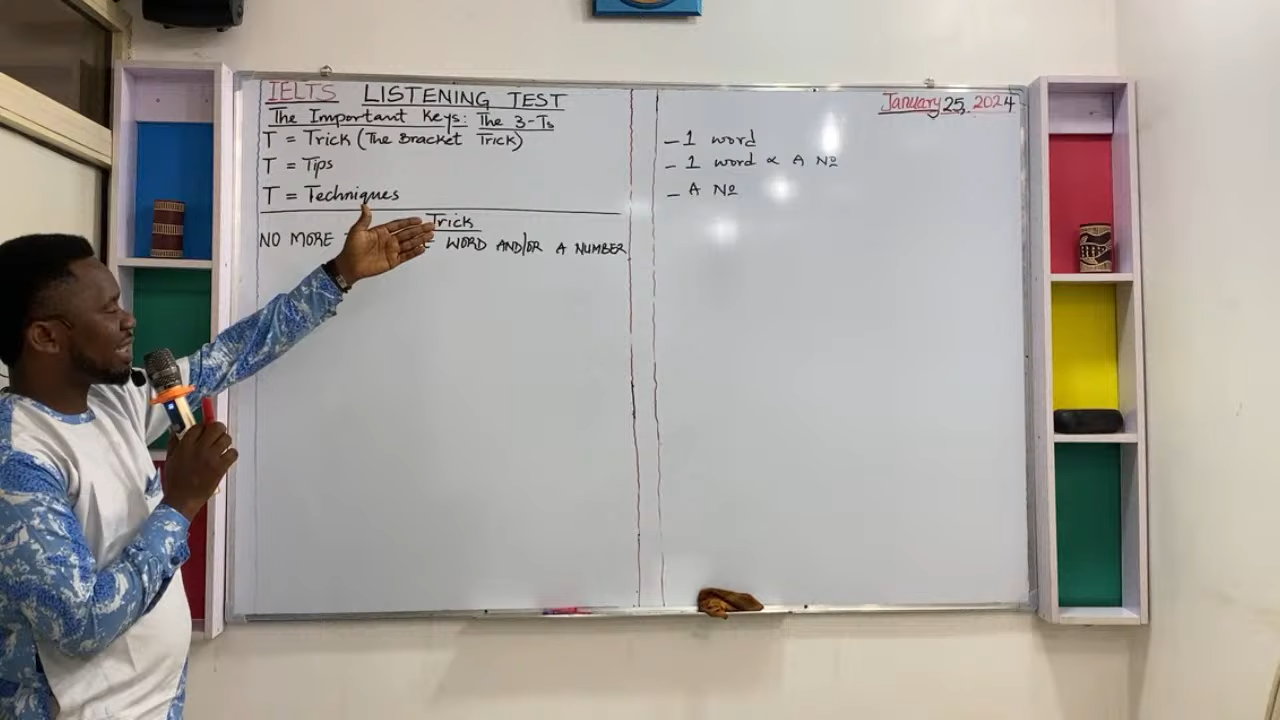 IELTS LISTENING TEST
The Important Keys: The 3-Ts
T = Trick (The Bracket Trick)
T = Tips
T = Techniques
Trick
NO MORE WORD AND/OR A NUMBER
January 25, 2024
- 1 word
- 1 word & A No
- A No